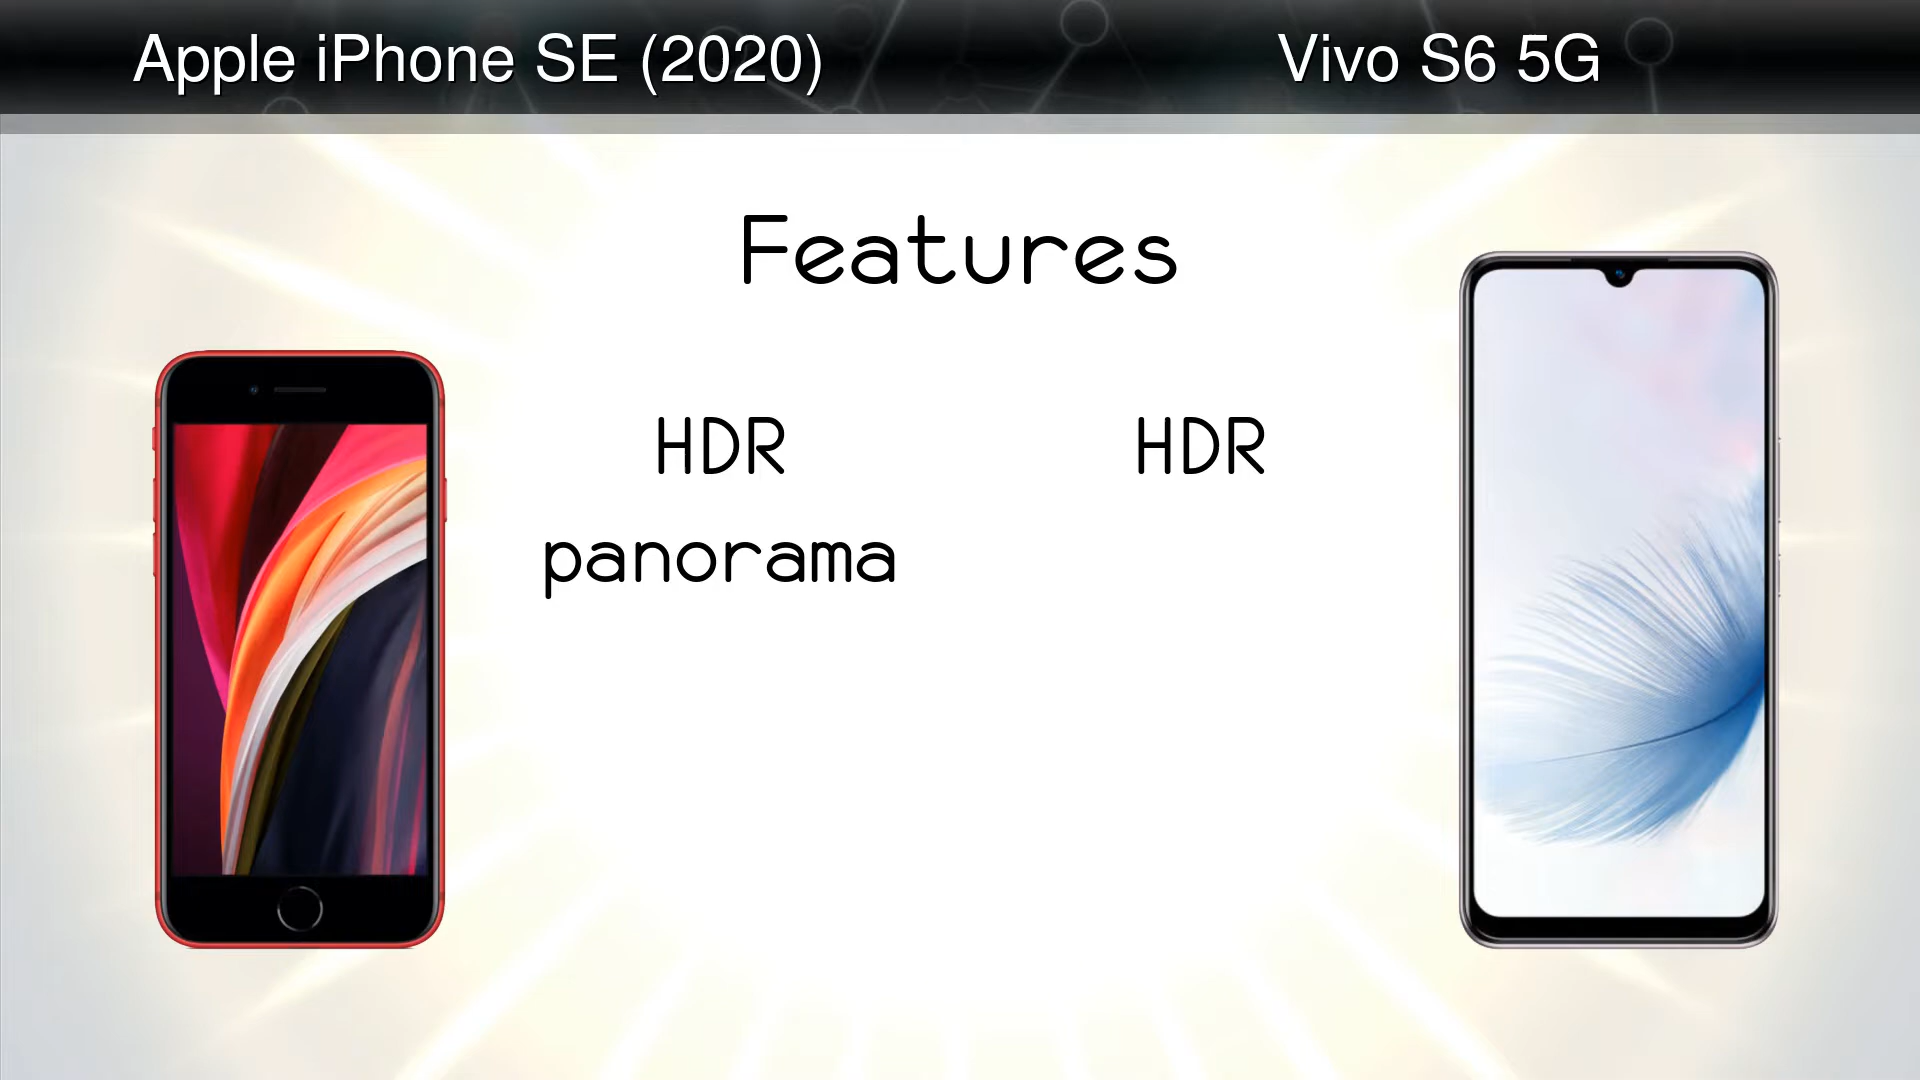 Apple iPhone SE (2020)
Vivo S6 5G
Features
HDR
HDR
panorama